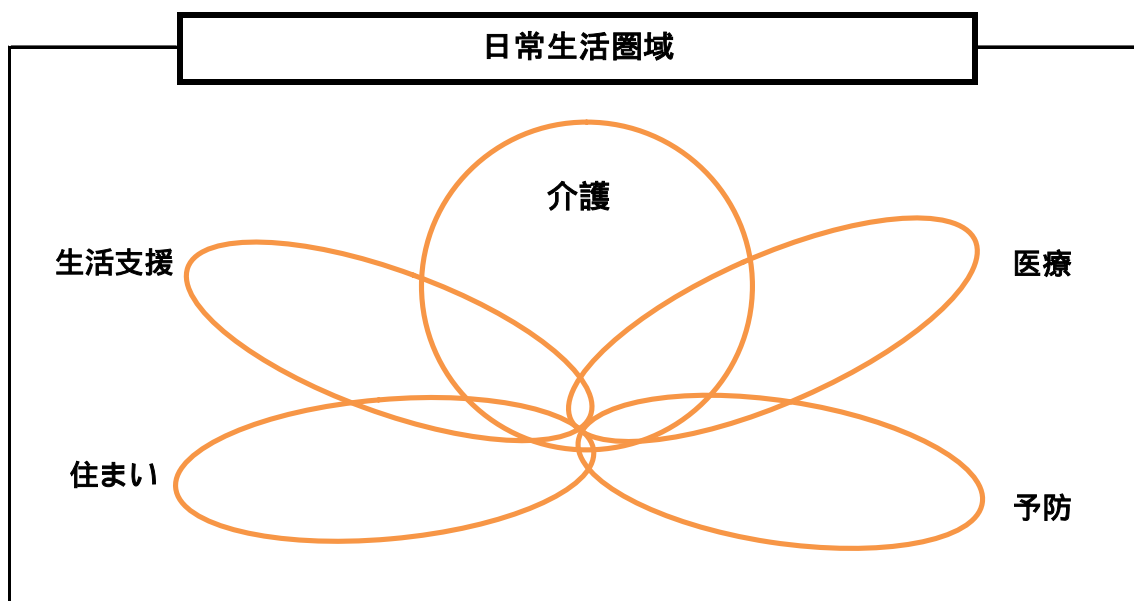 日常生活圏域
介護
生活支援
医療
住まい
予防